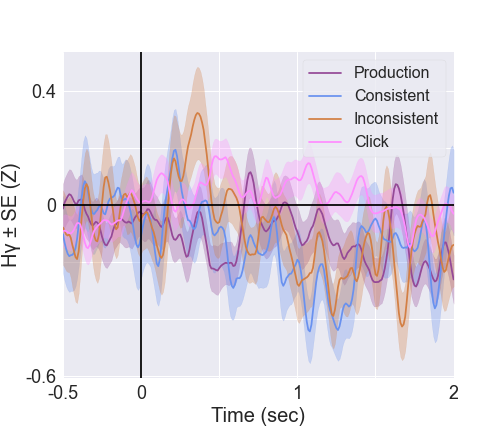 Production
Consistent
Inconsistent
Click
Hγ ± SE (Z)
0.4
0
-0.6
-0.5 0 1 2
Time (sec)